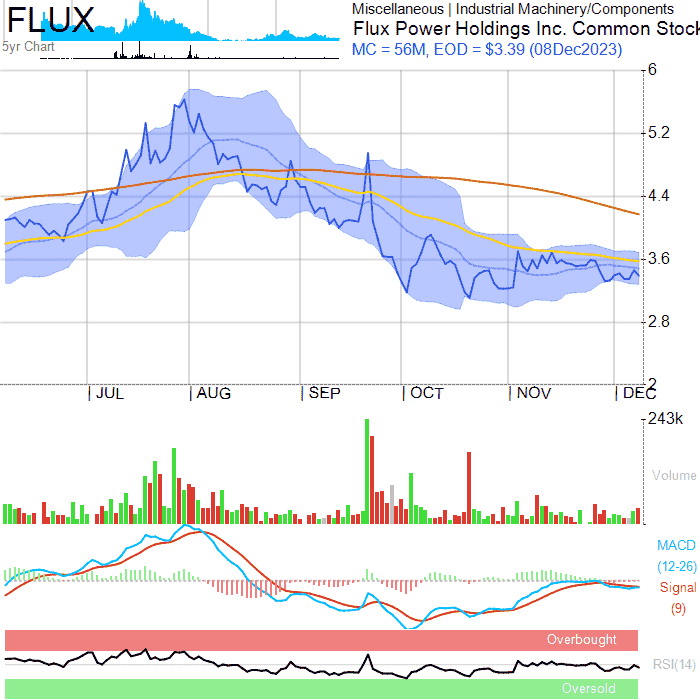 FLUX
5yr Chart
Miscellaneous | Industrial Machinery/Components
Flux Power Holdings Inc. Common Stock
MC = 56M, EOD = $3.39 (08Dec2023)
6
5.2
4.4
3.6
2.8
2
JUL AUG SEP OCT NOV DEC
243k
Volume
MACD
(12-26)
Signal
(9)
Overbought
RSI(14)
Oversold